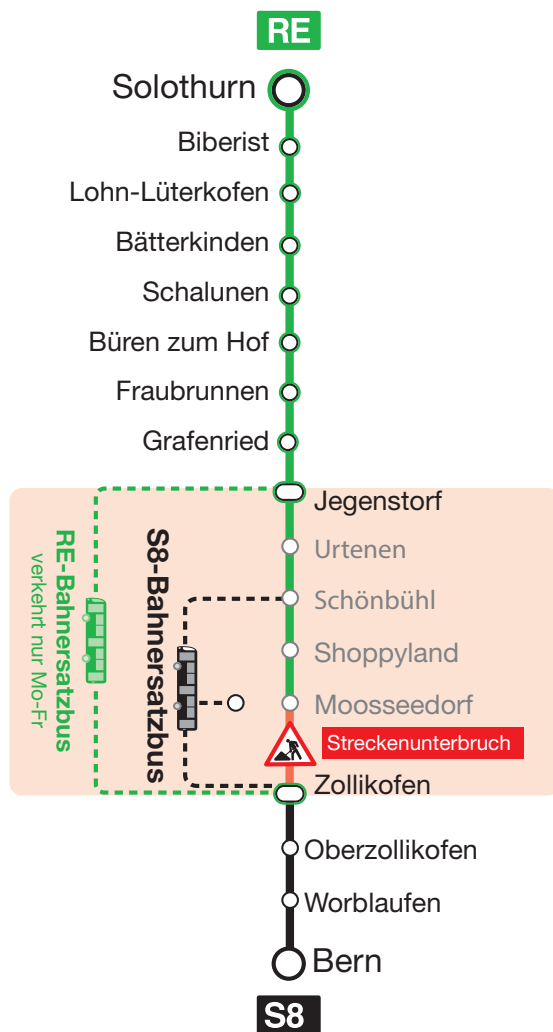 RE
Solothurn
Biberist
Lohn-Lüterkofen
Bätterkinden
Schalunen
Büren zum Hof
Fraubrunnen
Grafenried
Jegenstorf
Urtenen
Schönbühl
Shoppyland
Moosseedorf
Streckenunterbruch
Zollikofen
RE-Bahnersatzbus
verkehrt nur Mo-Fr
S8-Bahnersatzbus
Oberzollikofen
Worblaufen
Bern
S8